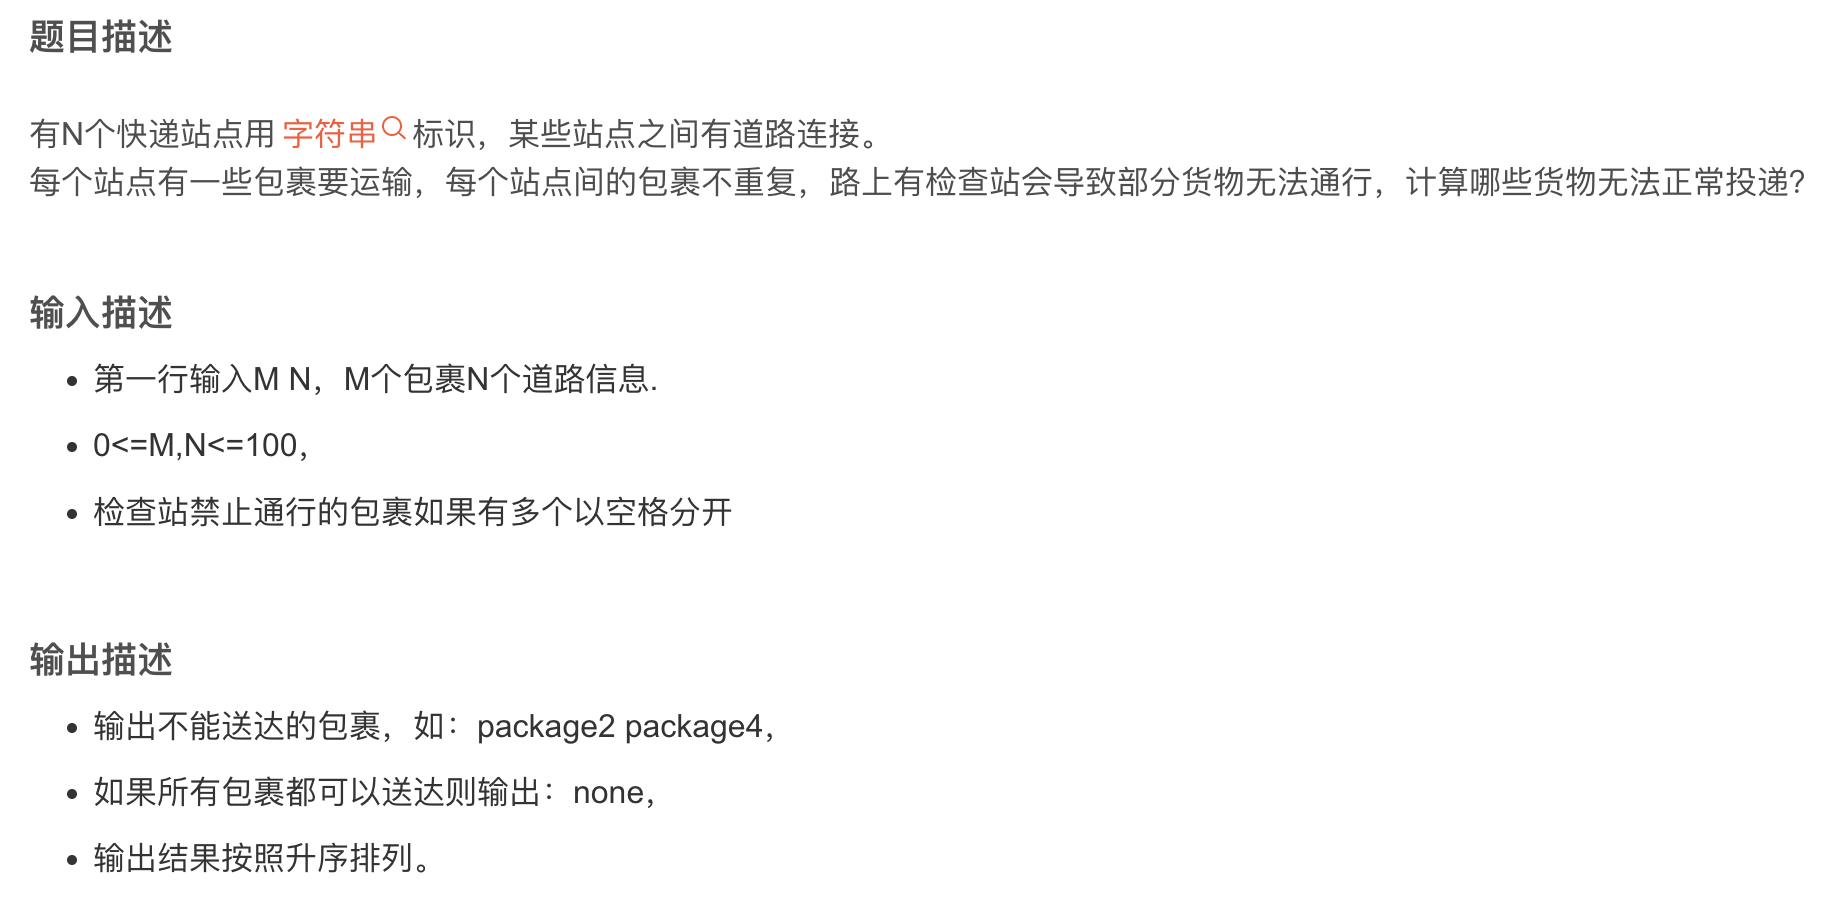 题目描述
有N个快递站点用 字符串 标识，某些站点之间有道路连接。
每个站点有一些包裹要运输，每个站点间的包裹不重复，路上有检查站会导致部分货物无法通行，计算哪些货物无法正常投递？
输入描述
• 第一行输入M N，M个包裹N个道路信息.
• 0<=M,N<=100，
• 检查站禁止通行的包裹如果有多个以空格分开
输出描述
• 输出不能送达的包裹，如：package2 package4，
• 如果所有包裹都可以送达则输出：none，
• 输出结果按照升序排列。